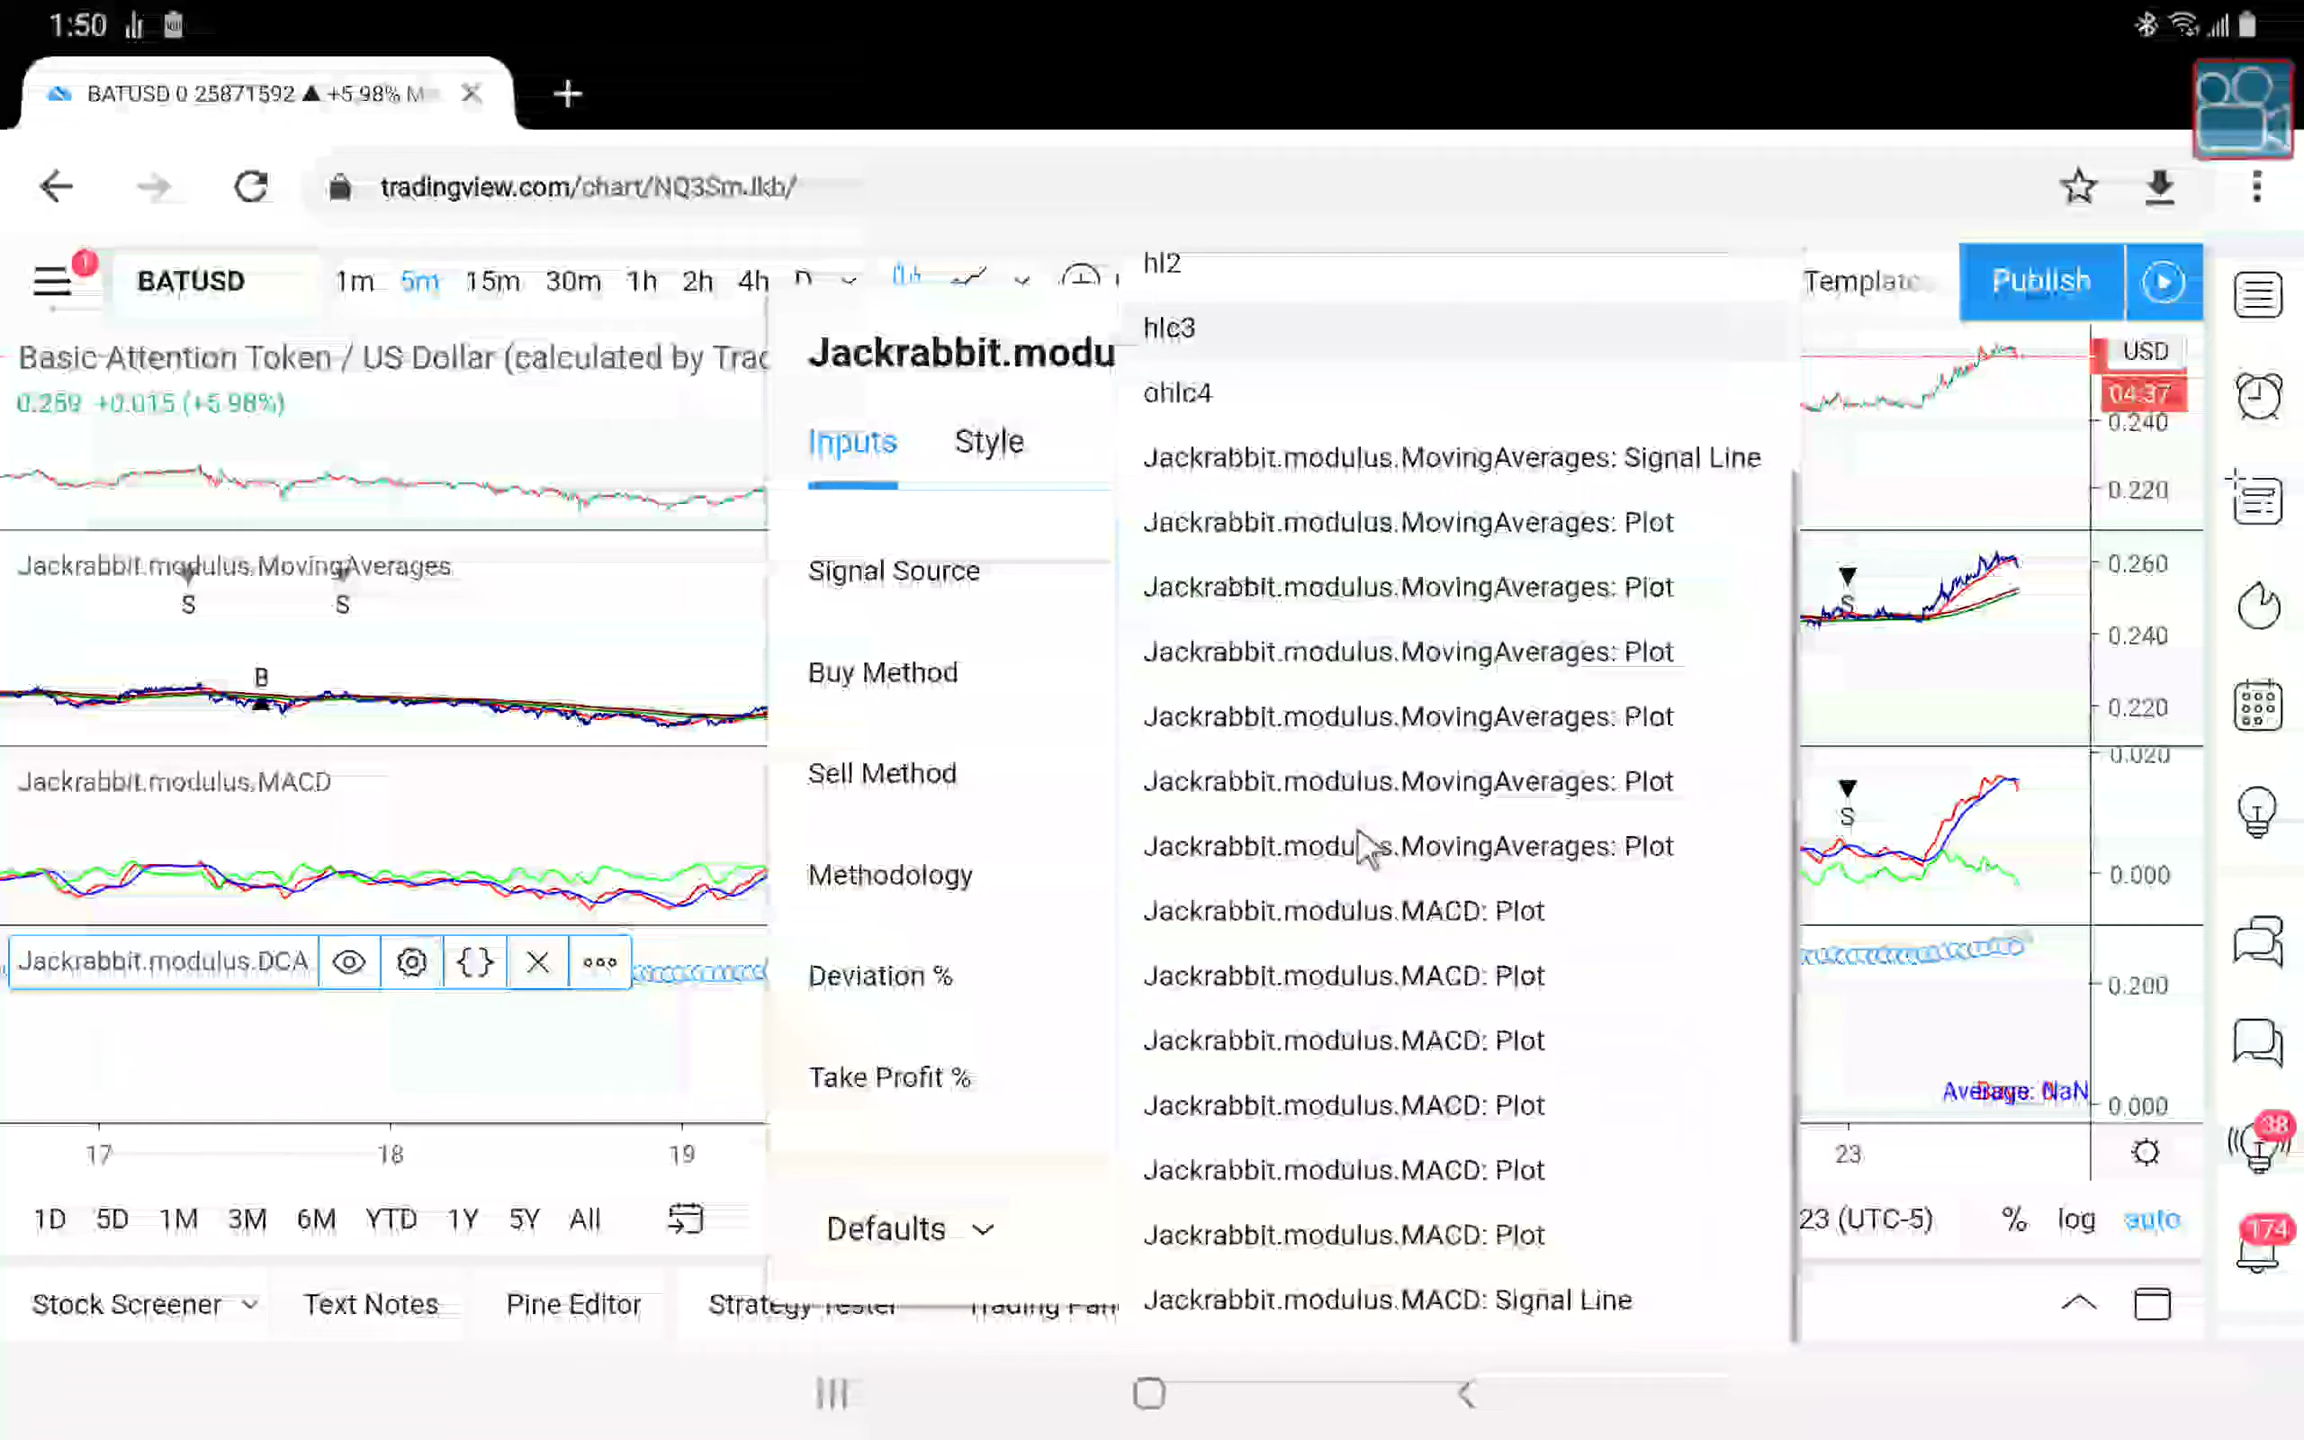 1:50
BATUSD 0 25871592 ▲ +5.98% M
tradingview.com/chart/NQ3SmJkb/
1
BATUSD
1m 5m 15m 30m 1h 2h 4h D
Publish
Basic Attention Token / US Dollar (calculated by Trad
0.259 +0.015 (+5.98%)
Jackrabbit.modulus.MovingAverages
S
S
B
Jackrabbit.modulus.MACD
Jackrabbit.modulus.DCA
17 18 19
1D 5D 1M 3M 6M YTD 1Y 5Y All
Stock Screener Text Notes Pine Editor Strategy Tester Trading Pan
Jackrabbit.modu
Inputs Style
Signal Source
Buy Method
Sell Method
Methodology
Deviation %
Take Profit %
Defaults
hl2
hlc3
ohlc4
Jackrabbit.modulus.MovingAverages: Signal Line
Jackrabbit.modulus.MovingAverages: Plot
Jackrabbit.modulus.MovingAverages: Plot
Jackrabbit.modulus.MovingAverages: Plot
Jackrabbit.modulus.MovingAverages: Plot
Jackrabbit.modulus.MovingAverages: Plot
Jackrabbit.modulus.MovingAverages: Plot
Jackrabbit.modulus.MACD: Plot
Jackrabbit.modulus.MACD: Plot
Jackrabbit.modulus.MACD: Plot
Jackrabbit.modulus.MACD: Plot
Jackrabbit.modulus.MACD: Plot
Jackrabbit.modulus.MACD: Plot
Jackrabbit.modulus.MACD: Signal Line
Template
USD
04:37
0.240
0.220
S
0.260
0.240
0.220
S
0.020
0.000
0.200
Average: NaN
0.000
23
23 (UTC-5) % log auto
38
174